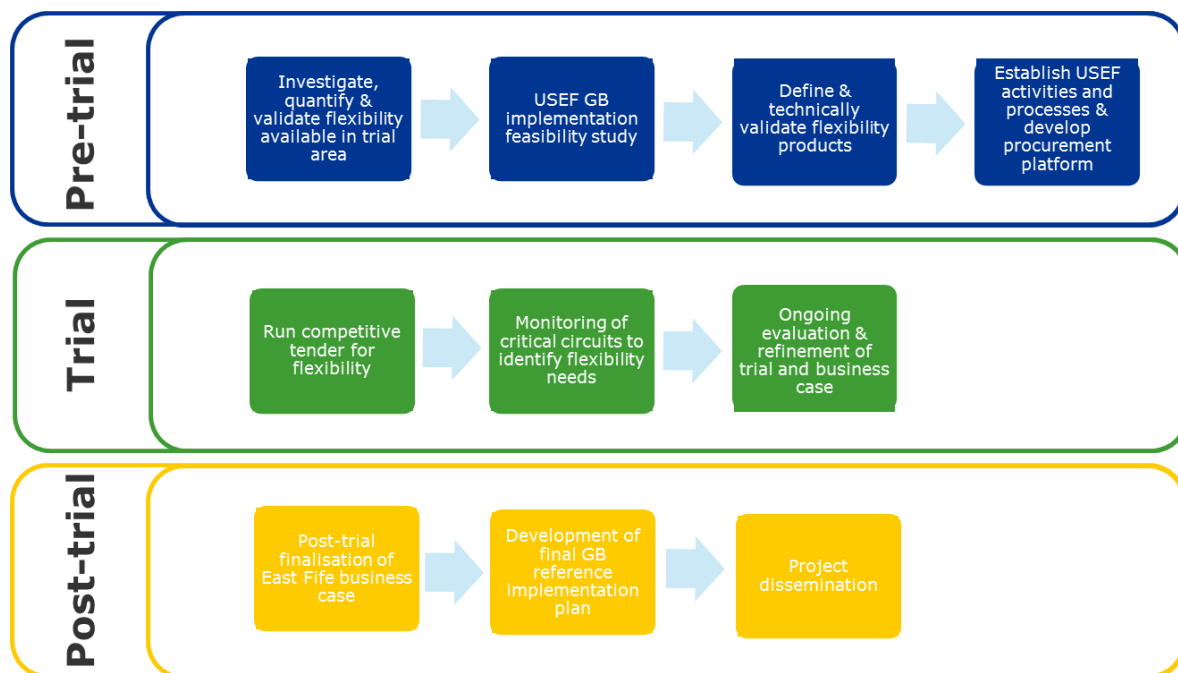 Pre-trial
Investigate,
quantify &
validate flexibility
available in trial
area
USEF GB
implementation
feasibility study
Define &
technically
validate flexibility
products
Establish USEF
activities and
processes &
develop
procurement
platform
Trial
Run competitive
tender for
flexibility
Monitoring of
critical circuits to
identify flexibility
needs
Ongoing
evaluation &
refinement of
trial and business
case
Post-trial
Post-trial
finalisation of
East Fife business
case
Development of
final GB
reference
implementation
plan
Project
dissemination